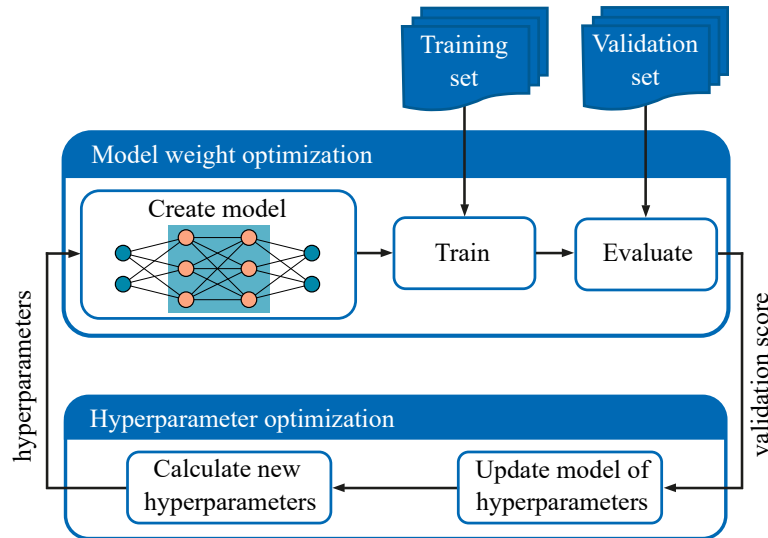 Training
set
Validation
set
Model weight optimization
Create model
Train
Evaluate
hyperparameters
validation score
Hyperparameter optimization
Calculate new
hyperparameters
Update model of
hyperparameters